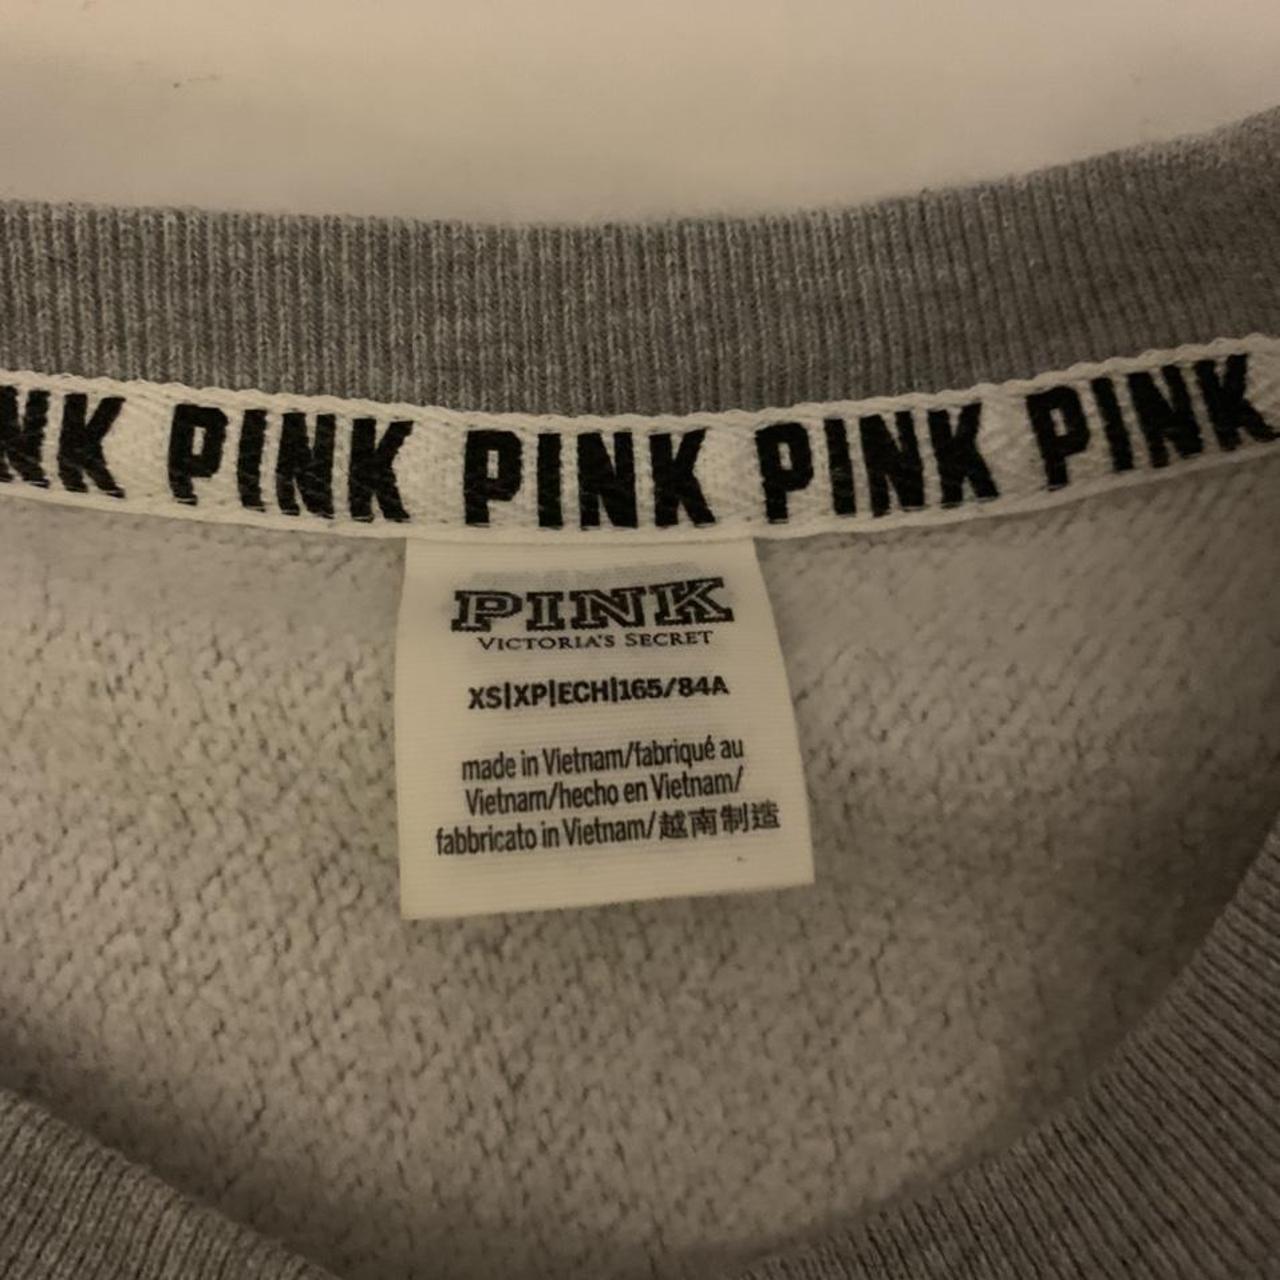 NK PINK PINK PINK PINK
PINK
VICTORIA'S SECRET
XS|XP|ECH|165/84A
made in Vietnam/fabriqué au
Vietnam/hecho en Vietnam/
fabbricato in Vietnam/越南制造